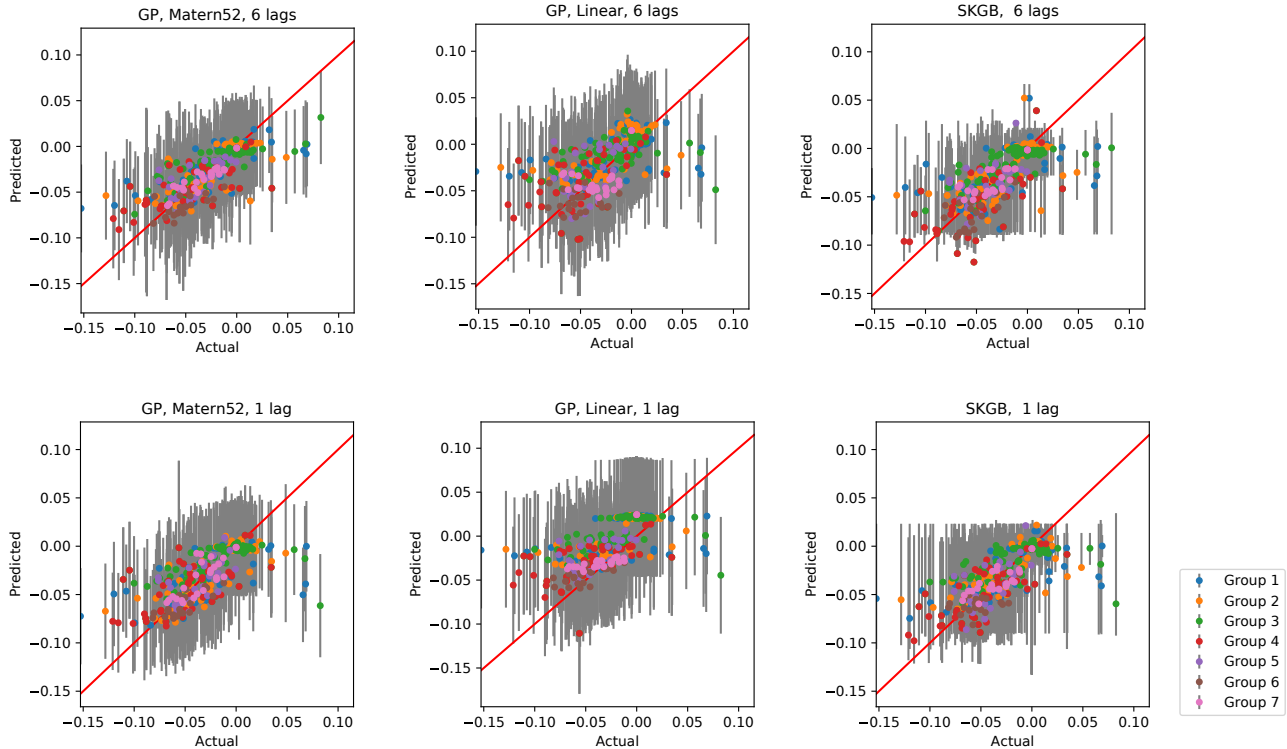 GP, Matern52, 6 lags
GP, Linear, 6 lags
SKGB,  6 lags
0.10
0.05
0.00
−0.05
−0.10
−0.15
Predicted
−0.15 −0.10 −0.05 0.00 0.05 0.10
Actual
0.10
0.05
0.00
−0.05
−0.10
−0.15
Predicted
−0.15 −0.10 −0.05 0.00 0.05 0.10
Actual
0.10
0.05
0.00
−0.05
−0.10
−0.15
Predicted
−0.15 −0.10 −0.05 0.00 0.05 0.10
Actual
GP, Matern52, 1 lag
GP, Linear, 1 lag
SKGB,  1 lag
0.10
0.05
0.00
−0.05
−0.10
−0.15
Predicted
−0.15 −0.10 −0.05 0.00 0.05 0.10
Actual
0.10
0.05
0.00
−0.05
−0.10
−0.15
Predicted
−0.15 −0.10 −0.05 0.00 0.05 0.10
Actual
0.10
0.05
0.00
−0.05
−0.10
−0.15
Predicted
−0.15 −0.10 −0.05 0.00 0.05 0.10
Actual
Group 1
Group 2
Group 3
Group 4
Group 5
Group 6
Group 7